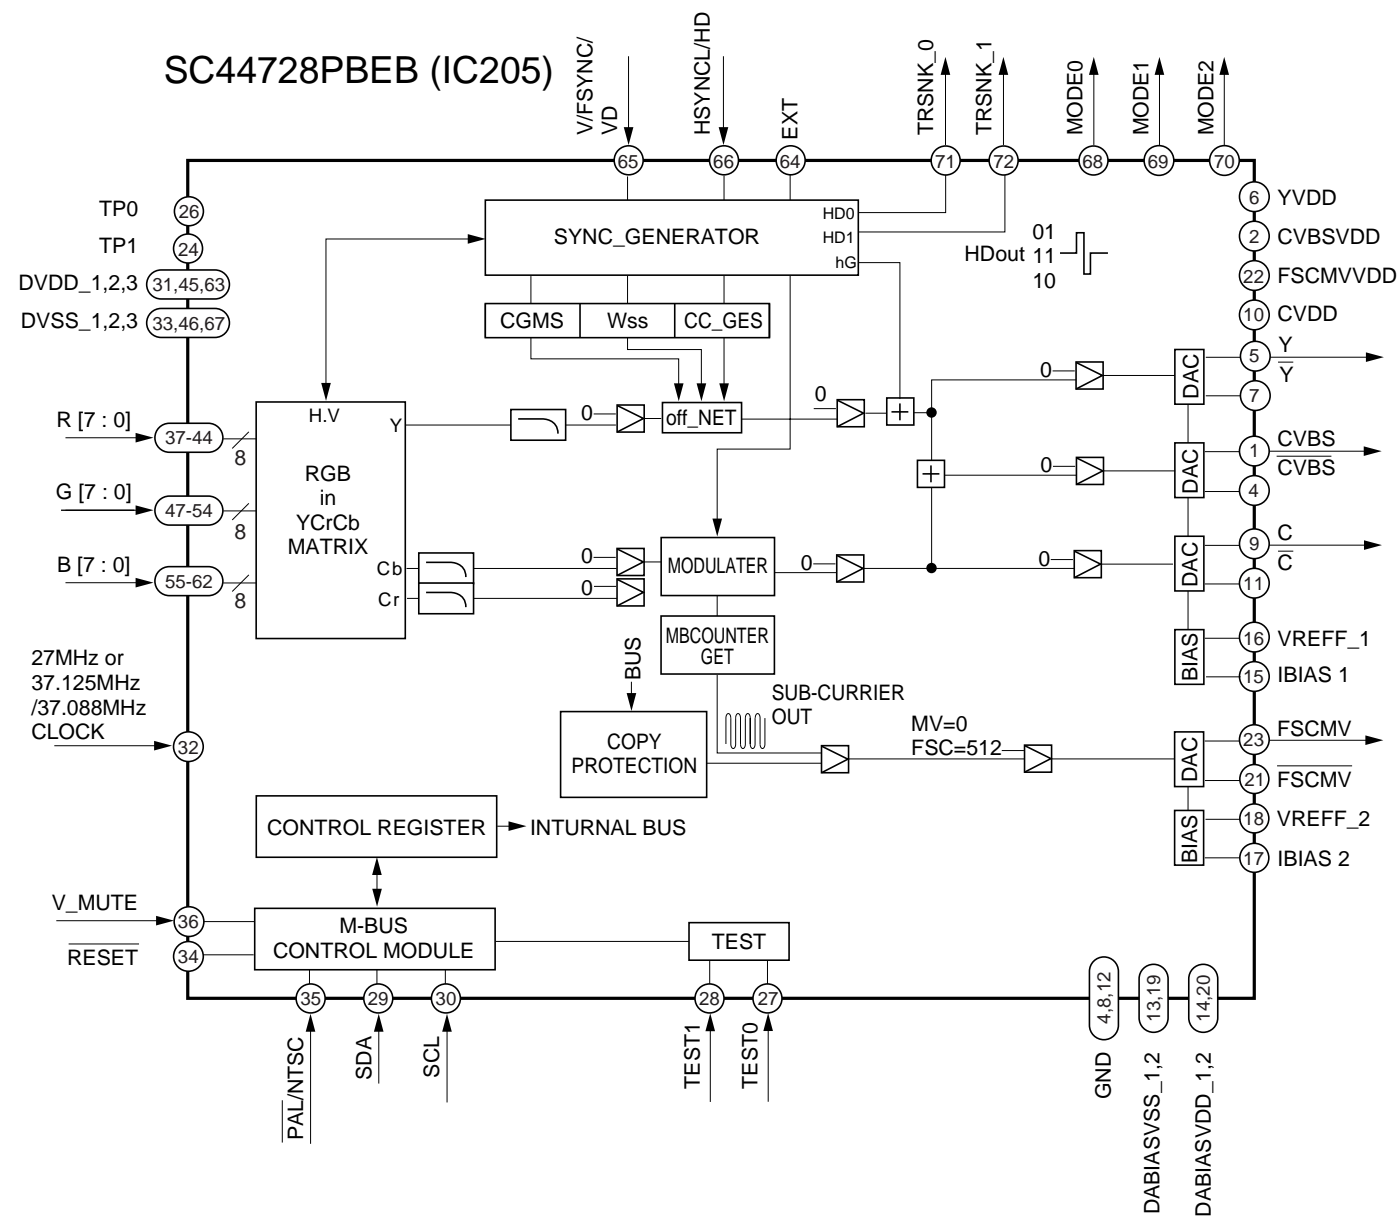 SC44728PBEB (IC205)
V/FSYNC/
VD
HSYNCL/HD
EXT
TRSNK_0
TRSNK_1
MODE0
MODE1
MODE2
65
66
64
71
72
68
69
70
TP0
26
TP1
24
DVDD_1,2,3
31,45,63
DVSS_1,2,3
33,46,67
SYNC_GENERATOR
HD0
HD1
hG
HDout
01
11
10
6
YVDD
2
CVBSVDD
22
FSCMVVDD
10
CVDD
CGMS
Wss
CC_GES
R [7 : 0]
37-44
8
G [7 : 0]
47-54
8
B [7 : 0]
55-62
8
H.V
Y
RGB
in
YCrCb
MATRIX
Cb
Cr
0
off_NET
0
+
+
0
DAC
5
Y
Y
7
0
DAC
1
CVBS
CVBS
4
0
0
MODULATER
0
0
DAC
9
C
C
11
MBCOUNTER
GET
BIAS
16
VREFF_1
15
IBIAS 1
27MHz or
37.125MHz
/37.088MHz
CLOCK
32
BUS
COPY
PROTECTION
SUB-CURRIER
OUT
MV=0
FSC=512
DAC
23
FSCMV
21
FSCMV
BIAS
18
VREFF_2
17
IBIAS 2
CONTROL REGISTER
INTURNAL BUS
V_MUTE
36
RESET
34
M-BUS
CONTROL MODULE
TEST
35
29
30
28
27
PAL/NTSC
SDA
SCL
TEST1
TEST0
4,8,12
13,19
14,20
GND
DABIASVSS_1,2
DABIASVDD_1,2